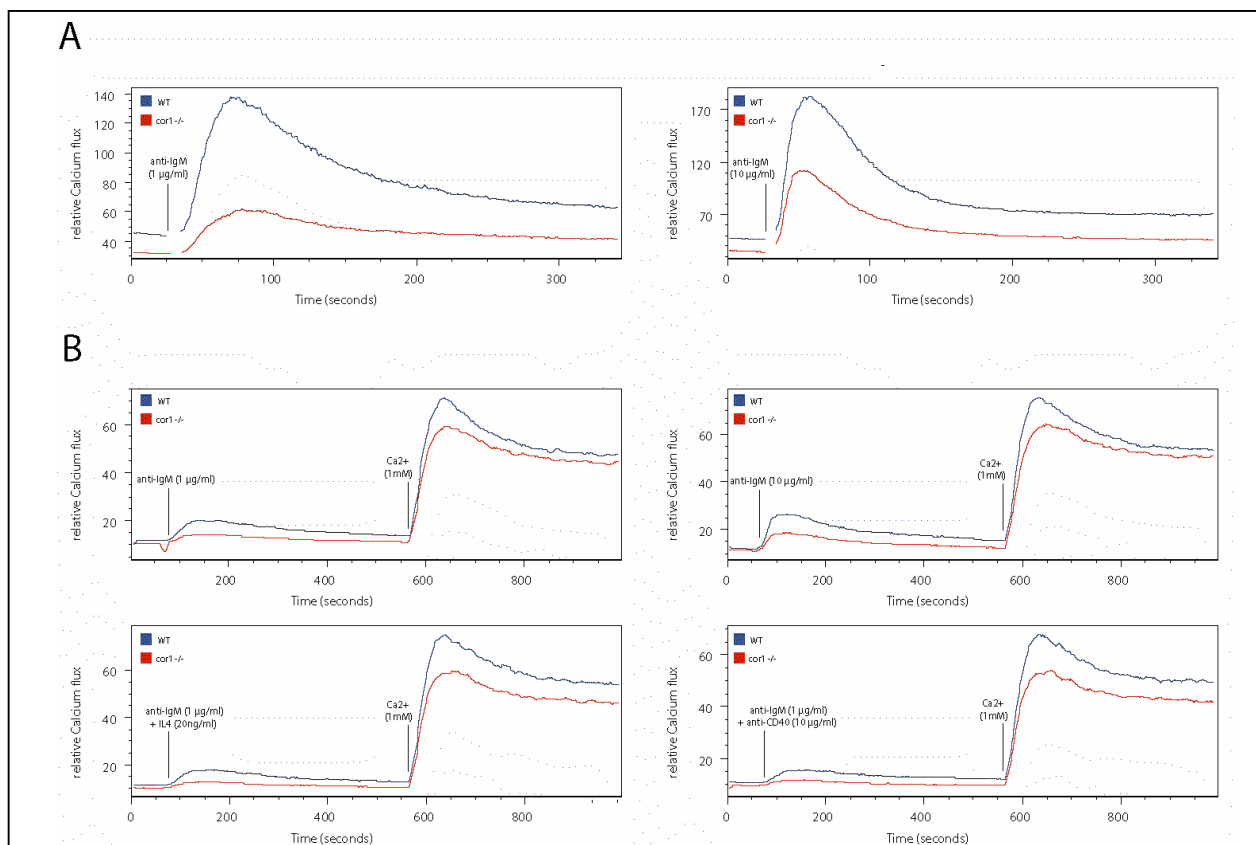 A
WT
cor1 -/-
anti-IgM
(1 µg/ml)
relative Calcium flux
140
120
100
80
60
40
100
200
300
Time (seconds)
WT
cor1 -/-
anti-IgM
(10 µg/ml)
relative Calcium flux
170
120
70
0
100
200
300
Time (seconds)
B
WT
cor1 -/-
anti-IgM (1 µg/ml)
Ca2+
(1mM)
relative Calcium flux
60
40
20
200
400
600
800
Time (seconds)
WT
cor1 -/-
anti-IgM (10 µg/ml)
Ca2+
(1mM)
relative Calcium flux
60
40
20
0
200
400
600
800
Time (seconds)
WT
cor1 -/-
anti-IgM (1 µg/ml)
+ IL4 (20ng/ml)
Ca2+
(1mM)
relative Calcium flux
60
40
20
200
400
600
800
Time (seconds)
WT
cor1 -/-
anti-IgM (1 µg/ml)
+ anti-CD40 (10 µg/ml)
Ca2+
(1mM)
relative Calcium flux
60
40
20
0
200
400
600
800
Time (seconds)